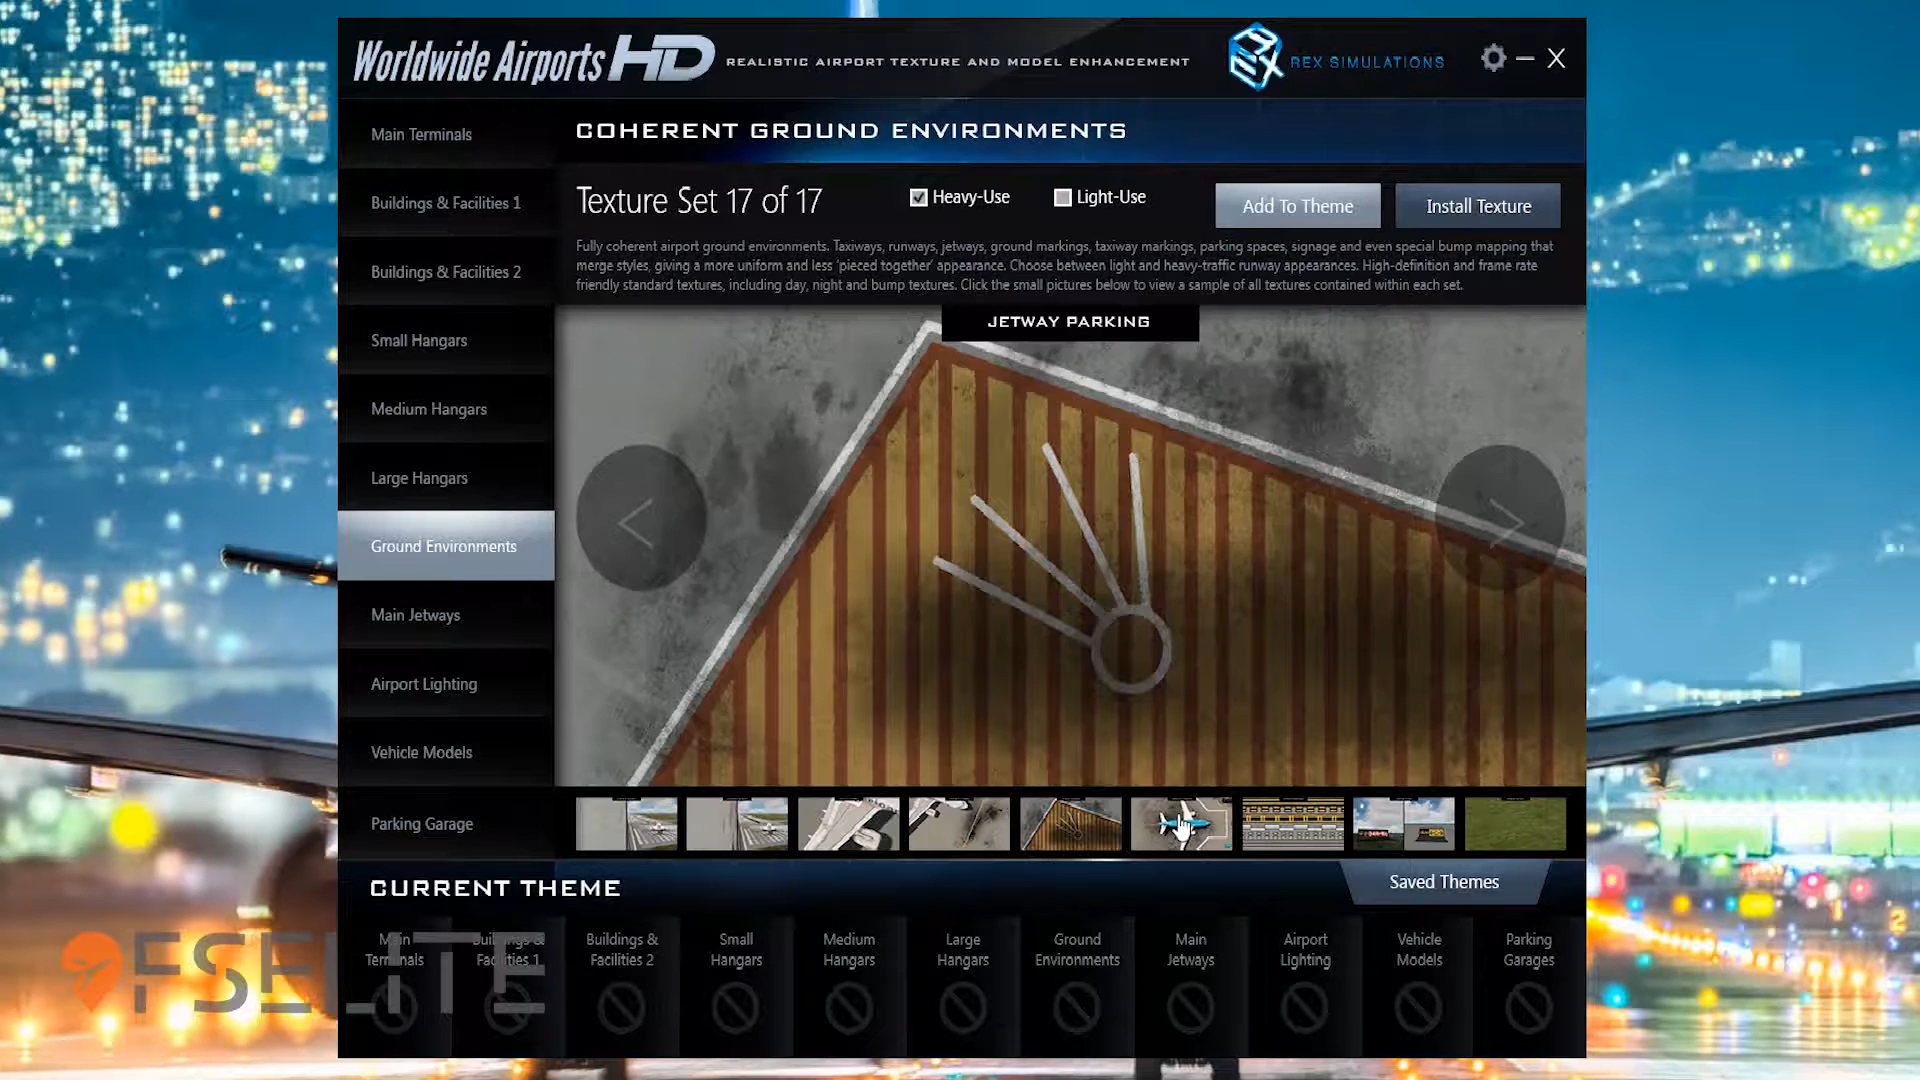 Worldwide Airports HD
REALISTIC AIRPORT TEXTURE AND MODEL ENHANCEMENT
REX
REX SIMULATIONS
X
Main Terminals
Buildings & Facilities 1
Buildings & Facilities 2
Small Hangars
Medium Hangars
Large Hangars
Ground Environments
Main Jetways
Airport Lighting
Vehicle Models
Parking Garage
COHERENT GROUND ENVIRONMENTS
Texture Set 17 of 17
Heavy-Use
Light-Use
Add To Theme
Install Texture
Fully coherent airport ground environments. Taxiways, runways, jetways, ground markings, taxiway markings, parking spaces, signage and even special bump mapping that
merge styles, giving a more uniform and less 'pieced together' appearance. Choose between light and heavy-traffic runway appearances. High-definition and frame rate
friendly standard textures, including day, night and bump textures. Click the small pictures below to view a sample of all textures contained within each set.
JETWAY PARKING
CURRENT THEME
Saved Themes
Main
Terminals
Buildings &
Facilities 1
Buildings &
Facilities 2
Small
Hangars
Medium
Hangars
Large
Hangars
Ground
Environments
Main
Jetways
Airport
Lighting
Vehicle
Models
Parking
Garages
FSELITE